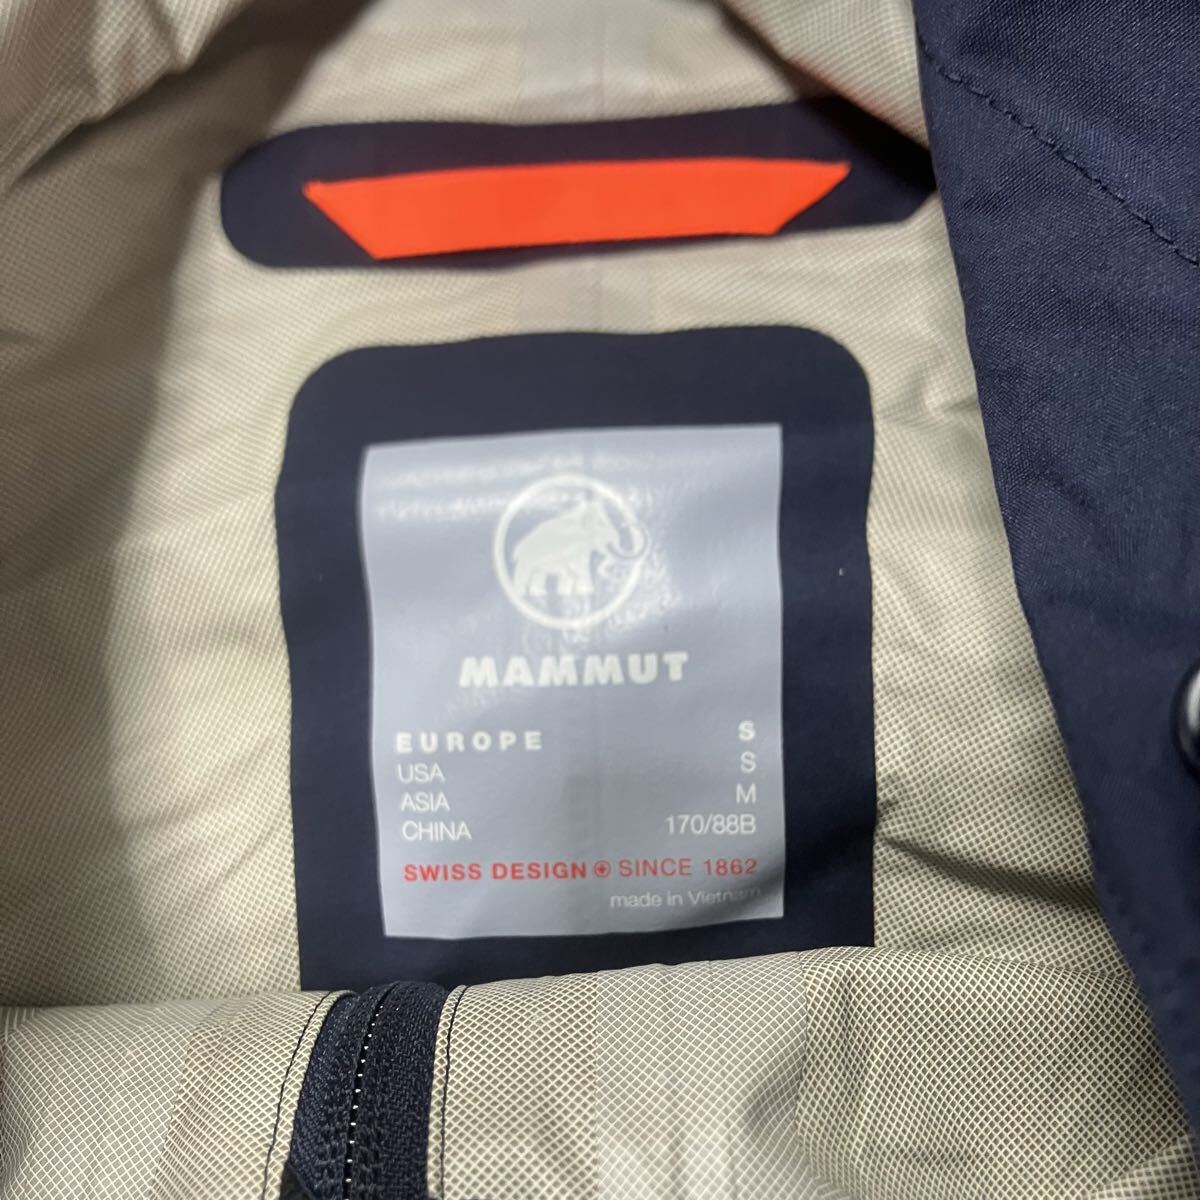 MAMMUT
EUROPE S
USA S
ASIA M
CHINA 170/88B
SWISS DESIGN SINCE 1862
made in Vietnam